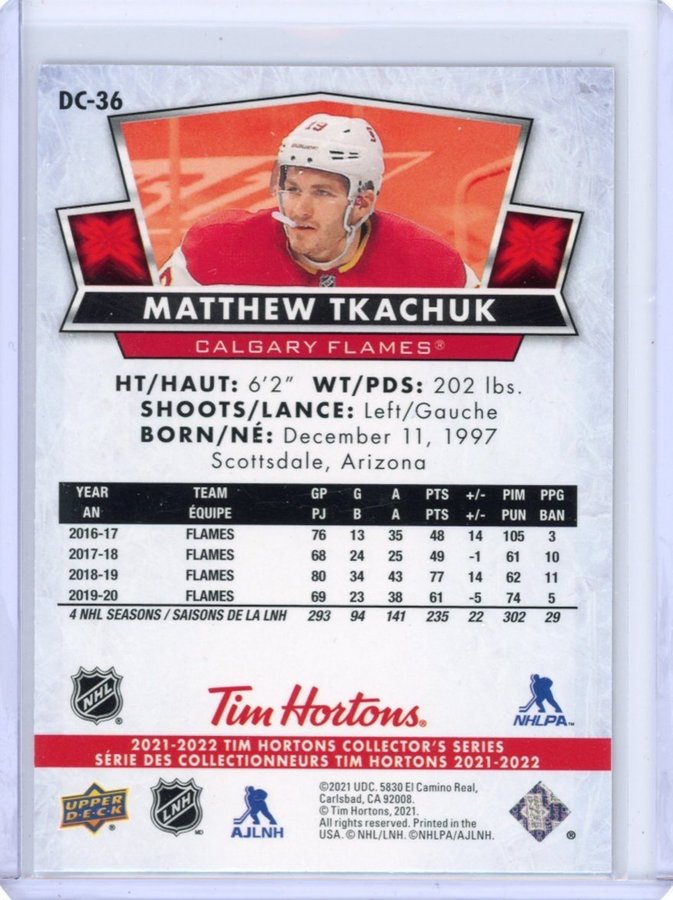 DC-36
13
BAUER
MATTHEW TKACHUK
CALGARY FLAMES®
HT/HAUT: 6'2" WT/PDS: 202 lbs.
SHOOTS/LANCE: Left/Gauche
BORN/NÉ: December 11, 1997
Scottsdale, Arizona
YEAR TEAM GP G A PTS +/- PIM PPG
AN ÉQUIPE PJ B A PTS +/- PUN BAN
2016-17 FLAMES 76 13 35 48 14 105 3
2017-18 FLAMES 68 24 25 49 -1 61 10
2018-19 FLAMES 80 34 43 77 14 62 11
2019-20 FLAMES 69 23 38 61 -5 74 5
4 NHL SEASONS / SAISONS DE LA LNH 293 94 141 235 22 302 29
NHL ®
Tim Hortons®
NHLPA™
2021-2022 TIM HORTONS COLLECTOR'S SERIES
SÉRIE DES COLLECTIONNEURS TIM HORTONS 2021-2022
UPPER DECK®
LNH MD
AJLNH
©2021 UDC. 5830 El Camino Real,
Carlsbad, CA 92008.
© Tim Hortons, 2021.
All rights reserved. Printed in the
USA. © NHL/LNH. ©NHLPA/AJLNH.
®